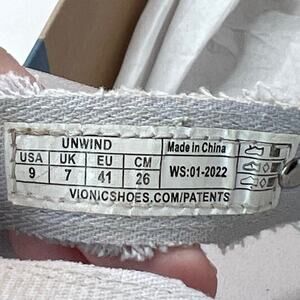 UNWIND
Made in China
USA UK EU CM
9 7 41 26
WS:01-2022
VIONICSHOES.COM/PATENTS